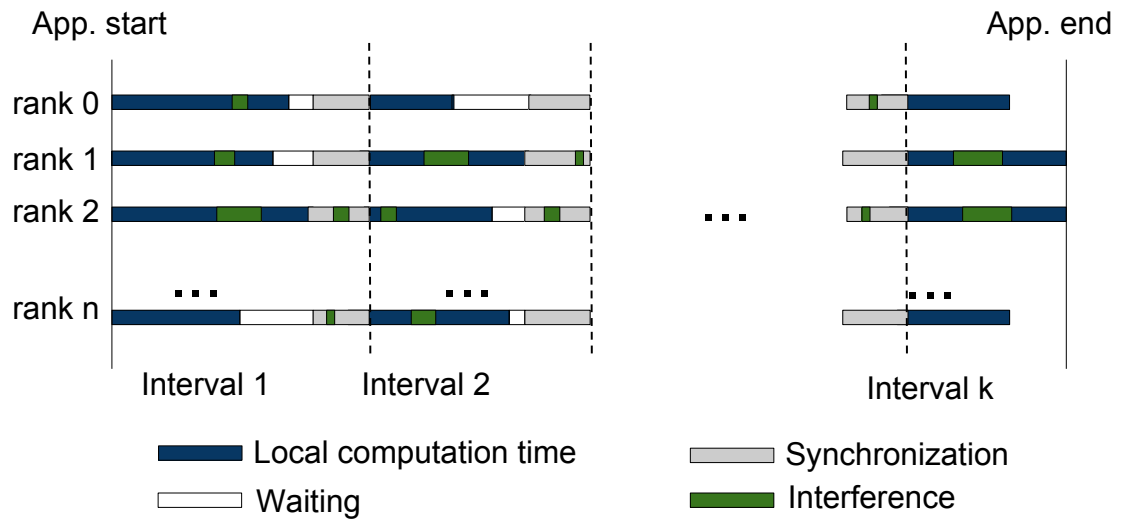 App. start
App. end
rank 0
rank 1
rank 2
...
...
...
...
rank n
Interval 1
Interval 2
Interval k
Local computation time
Synchronization
Waiting
Interference